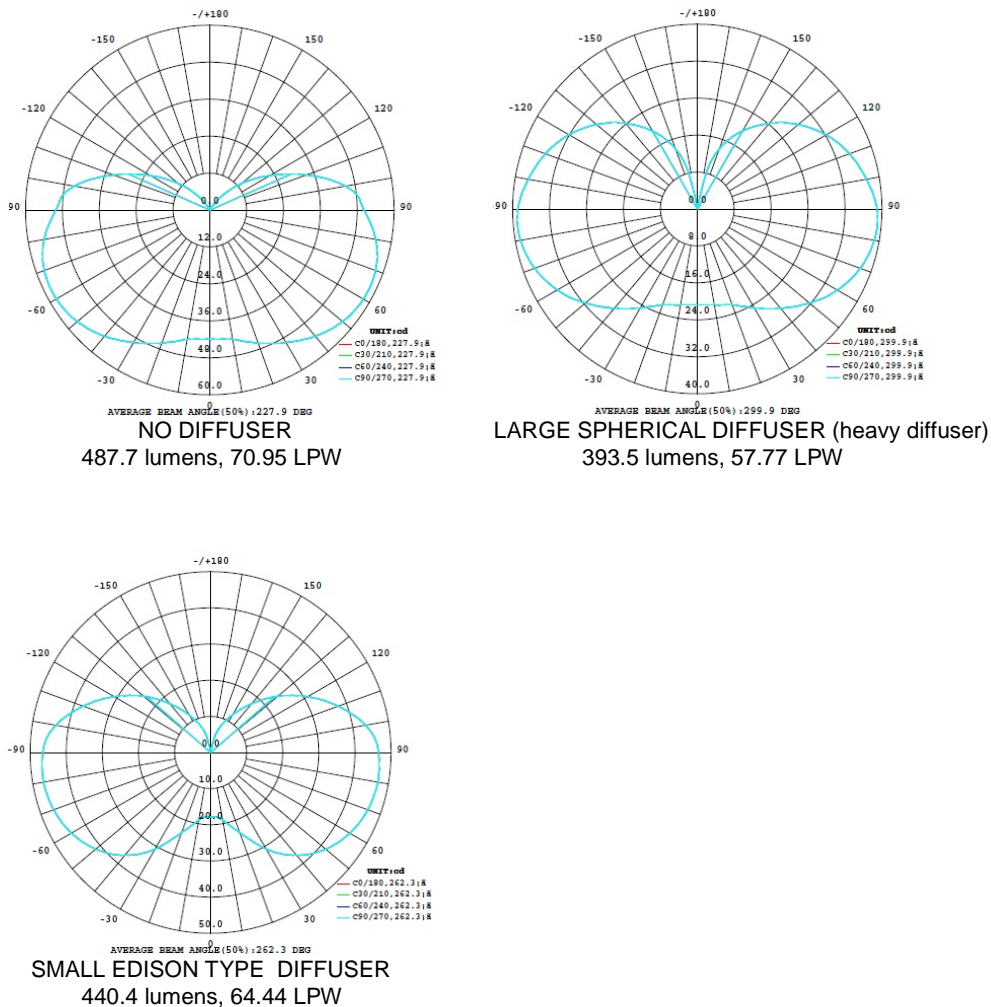 -/+180
-150
150
-120
120
90
90
0.0
12.0
24.0
-60
60
36.0
UNIT:cd
C0/180,227.9¡ã
C30/210,227.9¡ã
48.0
C60/240,227.9¡ã
C90/270,227.9¡ã
-30
30
60.0
0
AVERAGE BEAM ANGLE(50%):227.9 DEG
NO DIFFUSER
487.7 lumens, 70.95 LPW
-/+180
-150
150
-120
120
-90
90
0.0
8.0
16.0
-60
60
24.0
UNIT:cd
C0/180,299.9¡ã
C30/210,299.9¡ã
32.0
C60/240,299.9¡ã
C90/270,299.9¡ã
-30
30
40.0
0
AVERAGE BEAM ANGLE(50%):299.9 DEG
LARGE SPHERICAL DIFFUSER (heavy diffuser)
393.5 lumens, 57.77 LPW
-/+180
-150
150
-120
120
-90
90
0.0
10.0
20.0
-60
60
30.0
UNIT:cd
C0/180,262.3¡ã
C30/210,262.3¡ã
40.0
C60/240,262.3¡ã
C90/270,262.3¡ã
-30
30
50.0
0
AVERAGE BEAM ANGLE(50%):262.3 DEG
SMALL EDISON TYPE DIFFUSER
440.4 lumens, 64.44 LPW